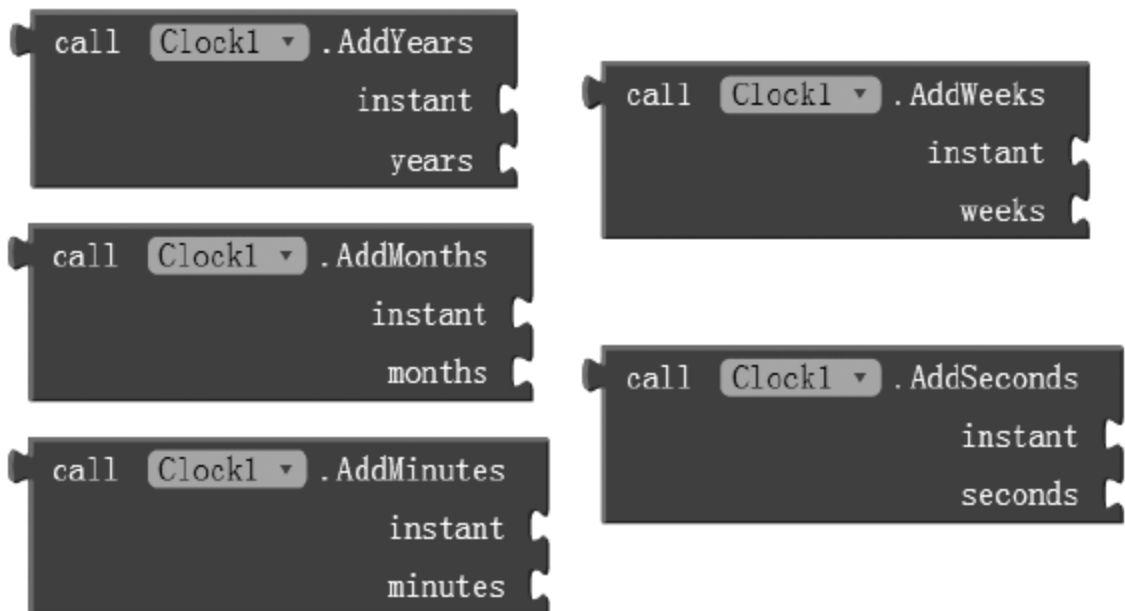 call Clock1 .AddYears
instant
years
call Clock1 .AddMonths
instant
months
call Clock1 .AddMinutes
instant
minutes
call Clock1 .AddWeeks
instant
weeks
call Clock1 .AddSeconds
instant
seconds